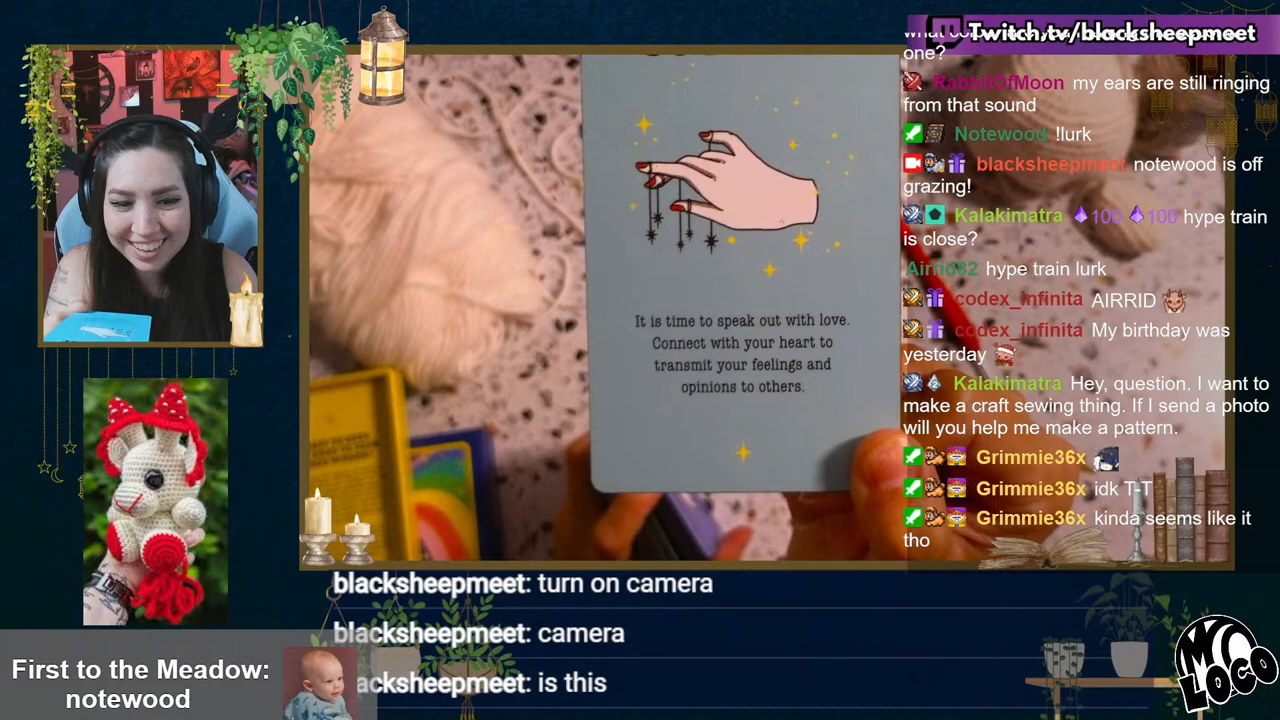 Twitch.tv/blacksheepmeet
one?
RabbitOfMoon my ears are still ringing
from that sound
Notewood !lurk
blacksheepmeet notewood is off
grazing!
Kalakimatra 100 100 hype train
is close?
Airrid82 hype train lurk
codex_infinita AIRRID
codex_infinita My birthday was
yesterday
Kalakimatra Hey, question. I want to
make a craft sewing thing. If I send a photo
will you help me make a pattern.
Grimmie36x
Grimmie36x idk T-T
Grimmie36x kinda seems like it
tho
It is time to speak out with love.
Connect with your heart to
transmit your feelings and
opinions to others.
blacksheepmeet: turn on camera
blacksheepmeet: camera
acksheepmeet: is this
First to the Meadow:
notewood
MC
LOCO